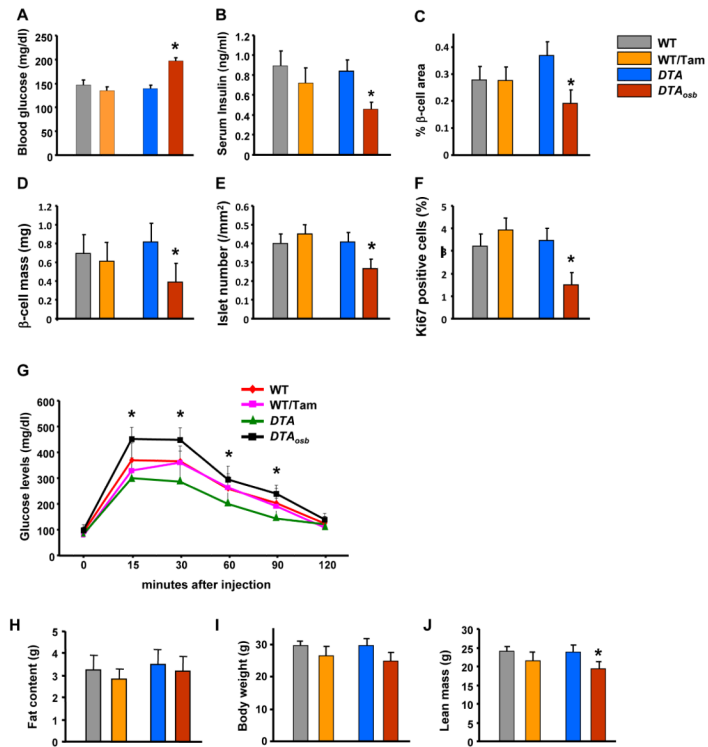 A
Blood glucose (mg/dl)
250
200
150
100
50
0
*
B
Serum Insulin (ng/ml)
1.2
1.0
0.8
0.6
0.4
0.2
0
*
C
% β-cell area
0.4
0.3
0.2
0.1
0
*
WT
WT/Tam
DTA
DTAosb
D
β-cell mass (mg)
1.2
1.0
0.8
0.6
0.4
0.2
0
*
E
Islet number (/mm2)
0.6
0.5
0.4
0.3
0.2
0.1
0
*
F
Ki67 positive cells (%)
5
4
3
2
1
0
*
G
Glucose levels (mg/dl)
600
500
400
300
200
100
0
* * * *
WT
WT/Tam
DTA
DTAosb
0 15 30 60 90 120
minutes after injection
H
Fat content (g)
5
4
3
2
1
0
I
Body weight (g)
30
20
10
0
J
Lean mass (g)
30
25
20
15
10
5
0
*